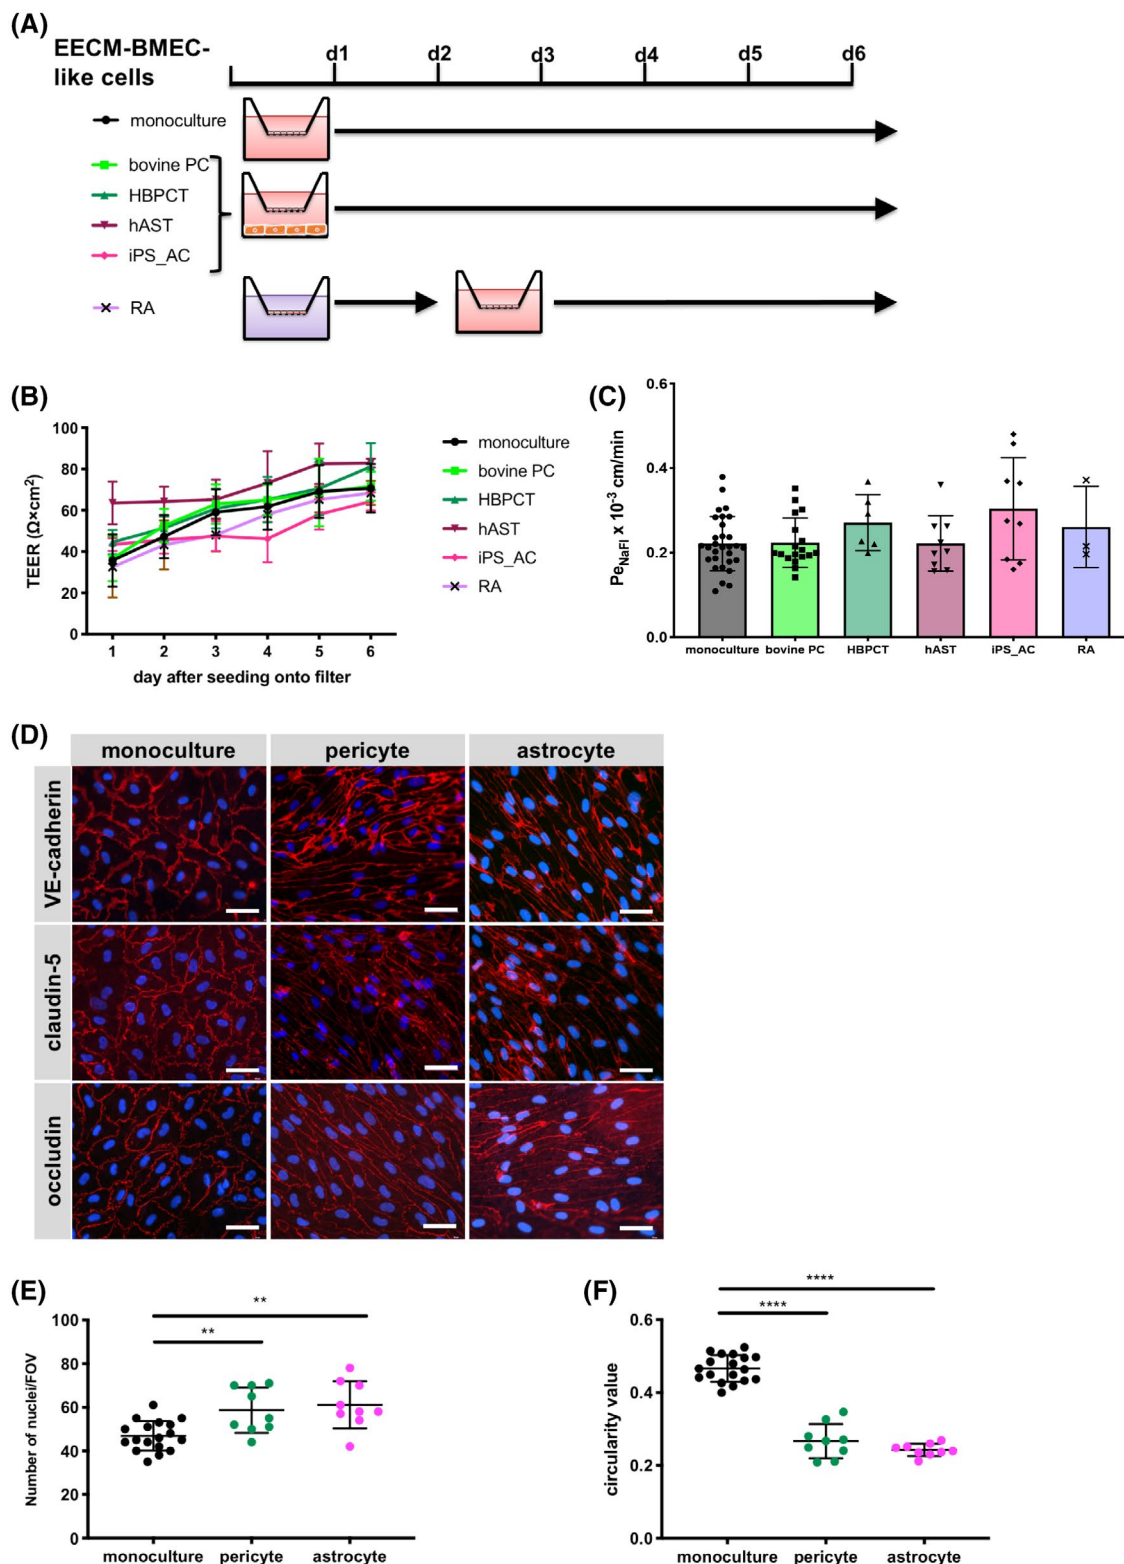 (A)
EECM-BMEC-
like cells
d1 d2 d3 d4 d5 d6
monoculture
bovine PC
HBPCT
hAST
iPS_AC
RA
(B)
100
80
60
40
20
0
TEER (Ω×cm²)
1 2 3 4 5 6
day after seeding onto filter
monoculture
bovine PC
HBPCT
hAST
iPS_AC
RA
(C)
0.6
0.4
0.2
0.0
PeNaFl x 10⁻³ cm/min
monoculture bovine PC HBPCT hAST iPS_AC RA
(D)
monoculture pericyte astrocyte
VE-cadherin
claudin-5
occludin
(E)
**
**
100
80
60
40
20
0
Number of nuclei/FOV
monoculture pericyte astrocyte
(F)
****
****
0.6
0.4
0.2
0.0
circularity value
monoculture pericyte astrocyte